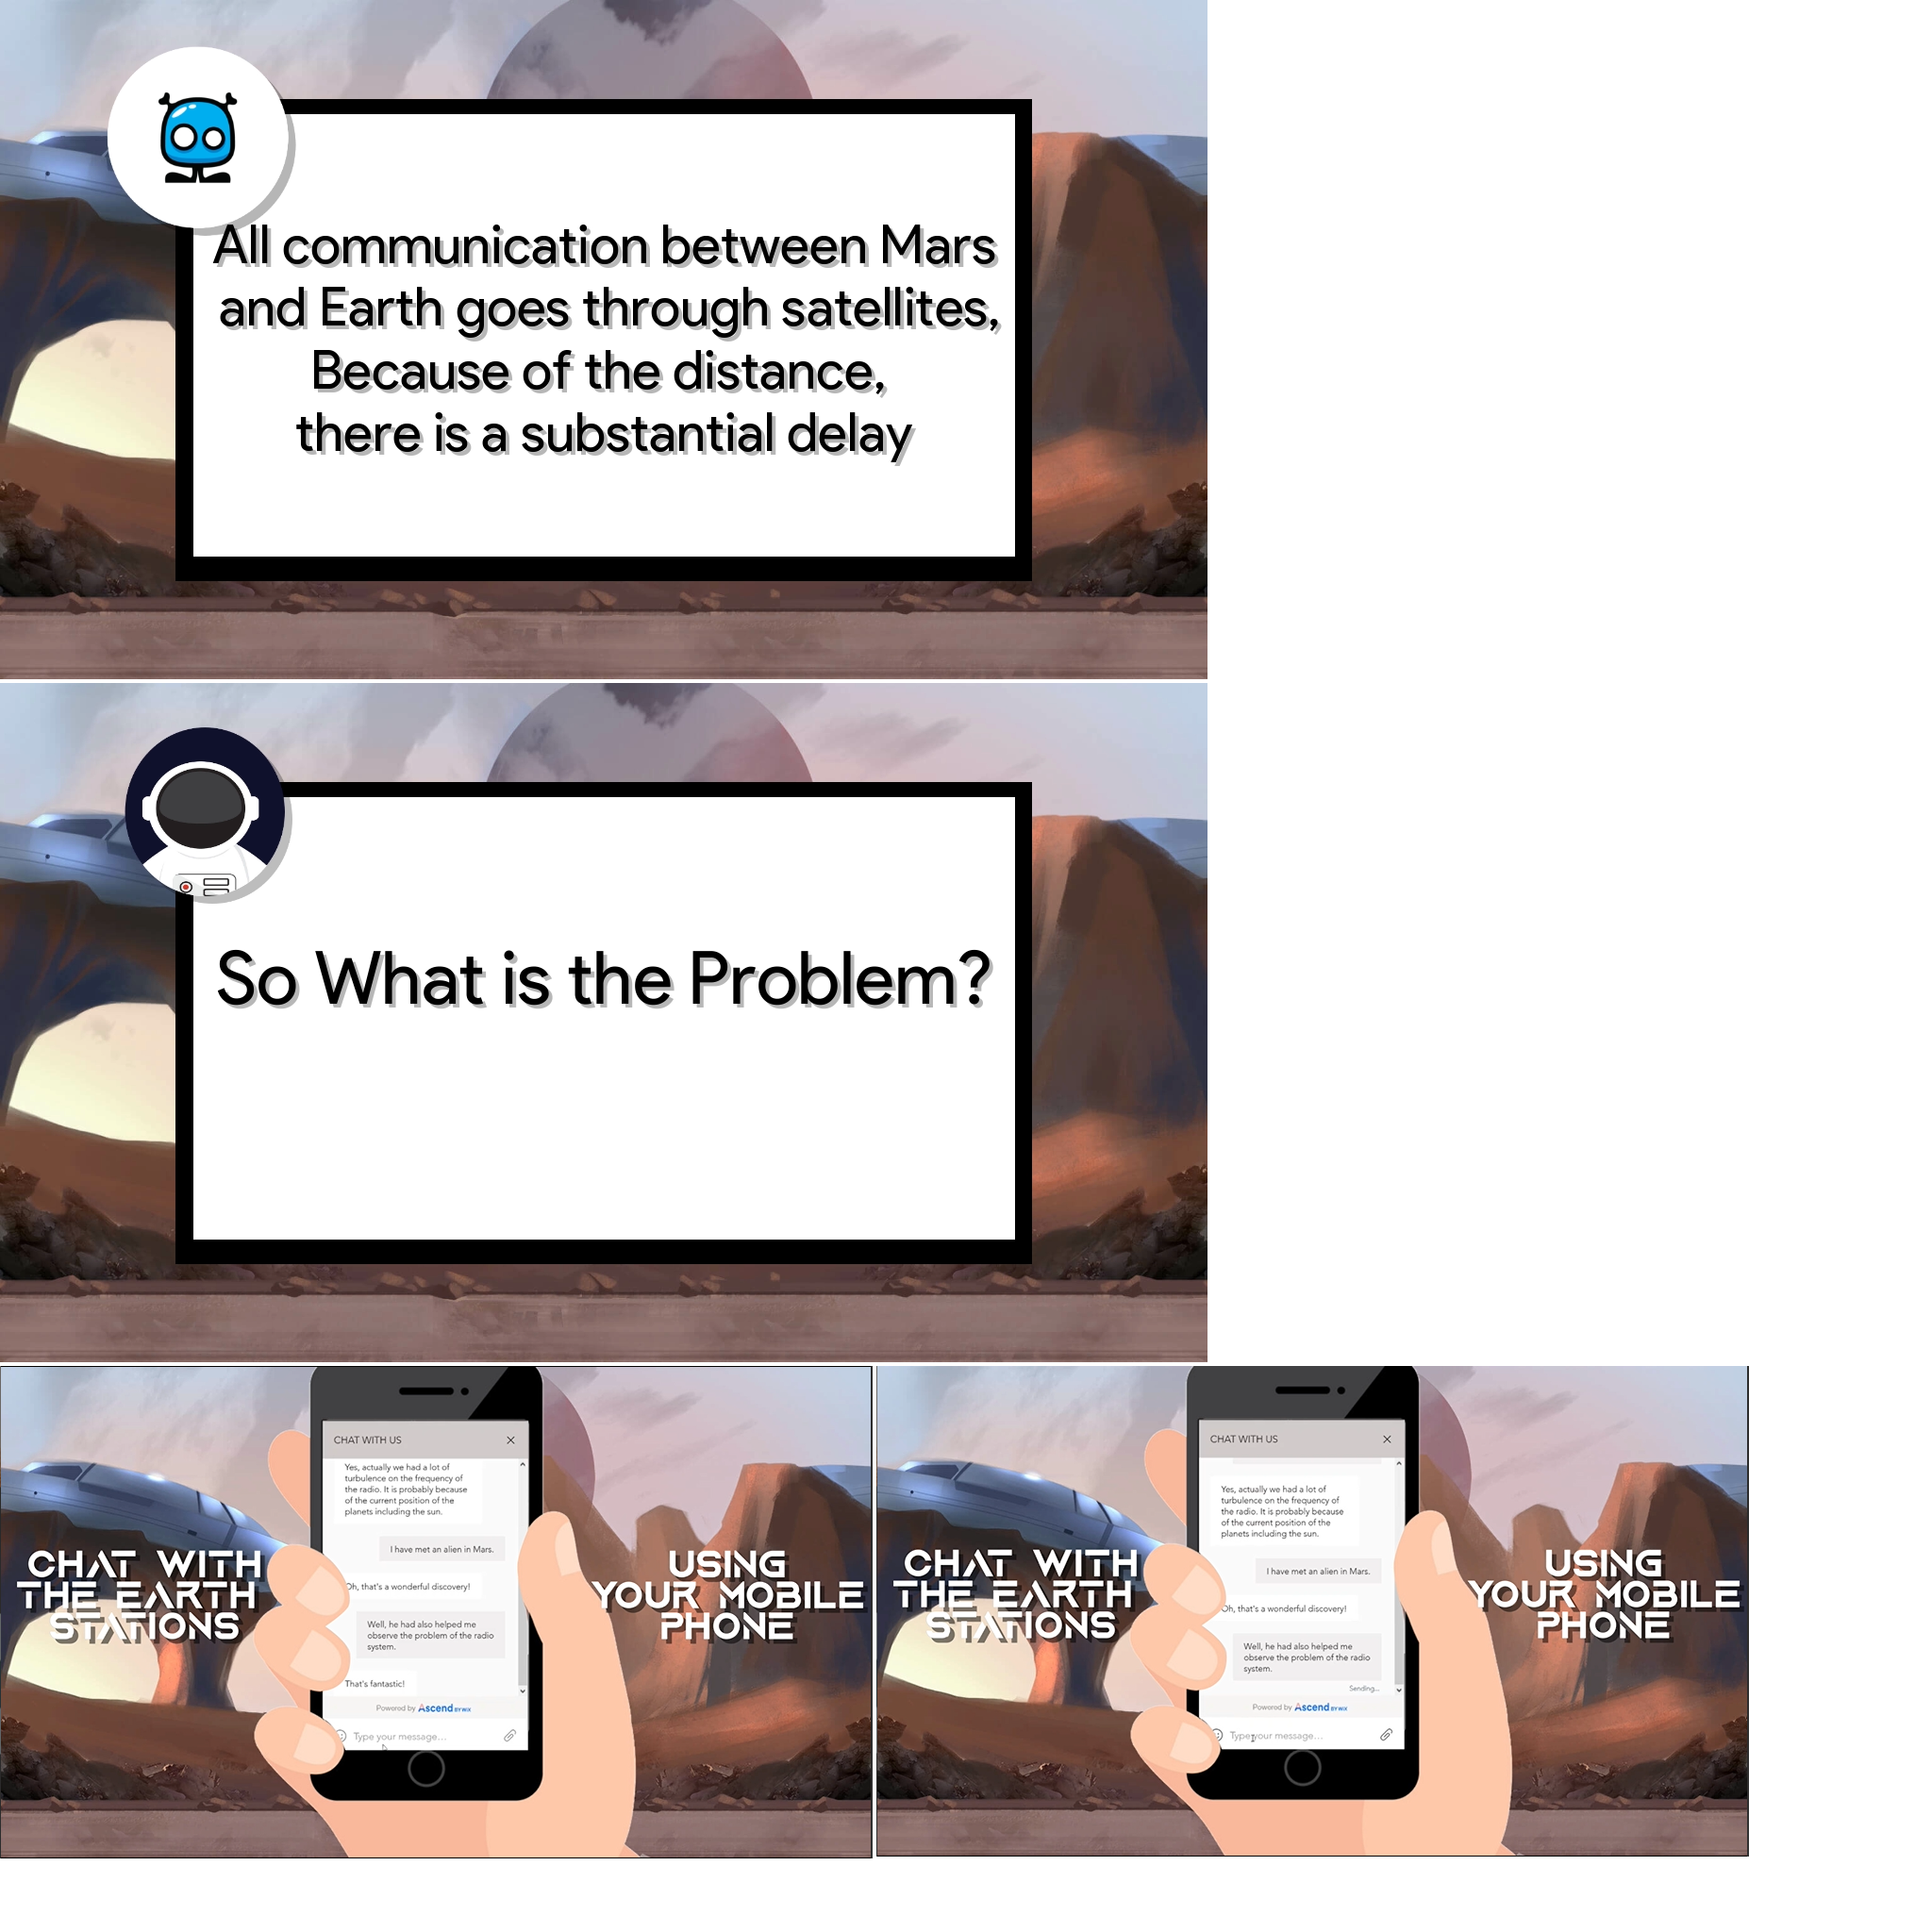 All communication between Mars
and Earth goes through satellites,
Because of the distance,
there is a substantial delay
So What is the Problem?
CHAT WITH
THE EARTH
STATIONS
CHAT WITH US
Yes, actually we had a lot of
turbulence on the frequency of
the radio. It is probably because
of the current position of the
planets including the sun.
I have met an alien in Mars.
Oh, that's a wonderful discovery!
Well, he had also helped me
observe the problem of the radio
system.
That's fantastic!
Powered by Ascend BY WIX
Type your message...
USING
YOUR MOBILE
PHONE
CHAT WITH
THE EARTH
STATIONS
CHAT WITH US
Yes, actually we had a lot of
turbulence on the frequency of
the radio. It is probably because
of the current position of the
planets including the sun.
I have met an alien in Mars.
Oh, that's a wonderful discovery!
Well, he had also helped me
observe the problem of the radio
system.
Sending...
Powered by Ascend BY WIX
Type your message...
USING
YOUR MOBILE
PHONE